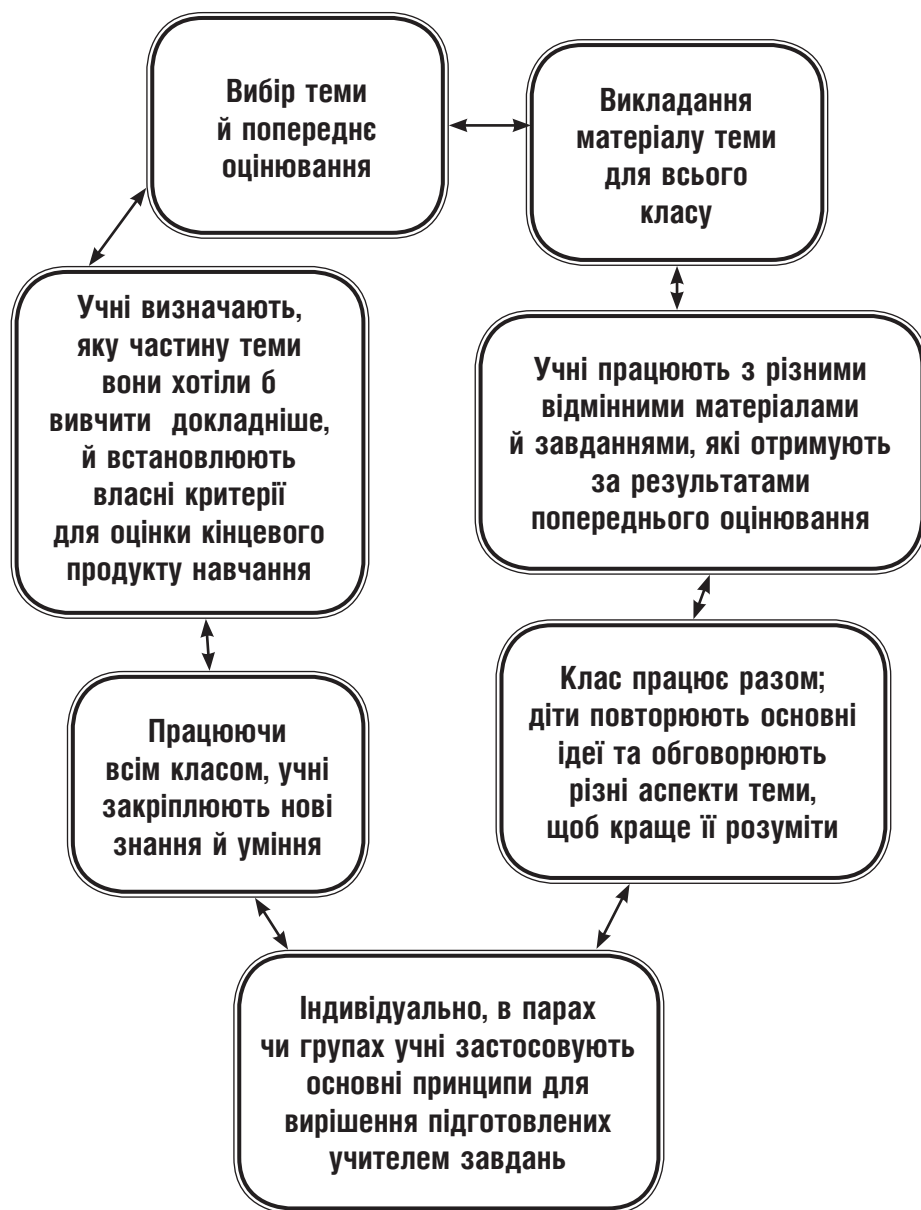 Вибір теми
й попереднє
оцінювання
Викладання
матеріалу теми
для всього
класу
Учні визначають,
яку частину теми
вони хотіли б
вивчити докладніше,
й встановлюють
власні критерії
для оцінки кінцевого
продукту навчання
Учні працюють з різними
відмінними матеріалами
й завданнями, які отримують
за результатами
попереднього оцінювання
Працюючи
всім класом, учні
закріплюють нові
знання й уміння
Клас працює разом;
діти повторюють основні
ідеї та обговорюють
різні аспекти теми,
щоб краще її розуміти
Індивідуально, в парах
чи групах учні застосовують
основні принципи для
вирішення підготовлених
учителем завдань